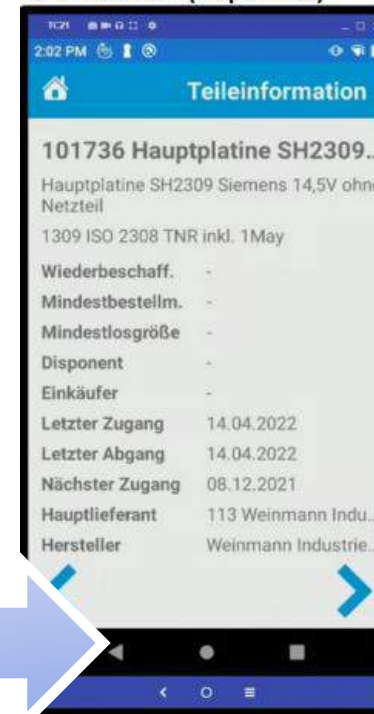 TC21
2:02 PM
Teileinformation
101736 Hauptplatine SH2309..
Hauptplatine SH2309 Siemens 14,5V ohne
Netzteil
1309 ISO 2308 TNR inkl. 1May
Wiederbeschaff. -
Mindestbestellm. -
Mindestlosgröße -
Disponent -
Einkäufer -
Letzter Zugang 14.04.2022
Letzter Abgang 14.04.2022
Nächster Zugang 08.12.2021
Hauptlieferant 113 Weinmann Indu..
Hersteller Weinmann Industrie..